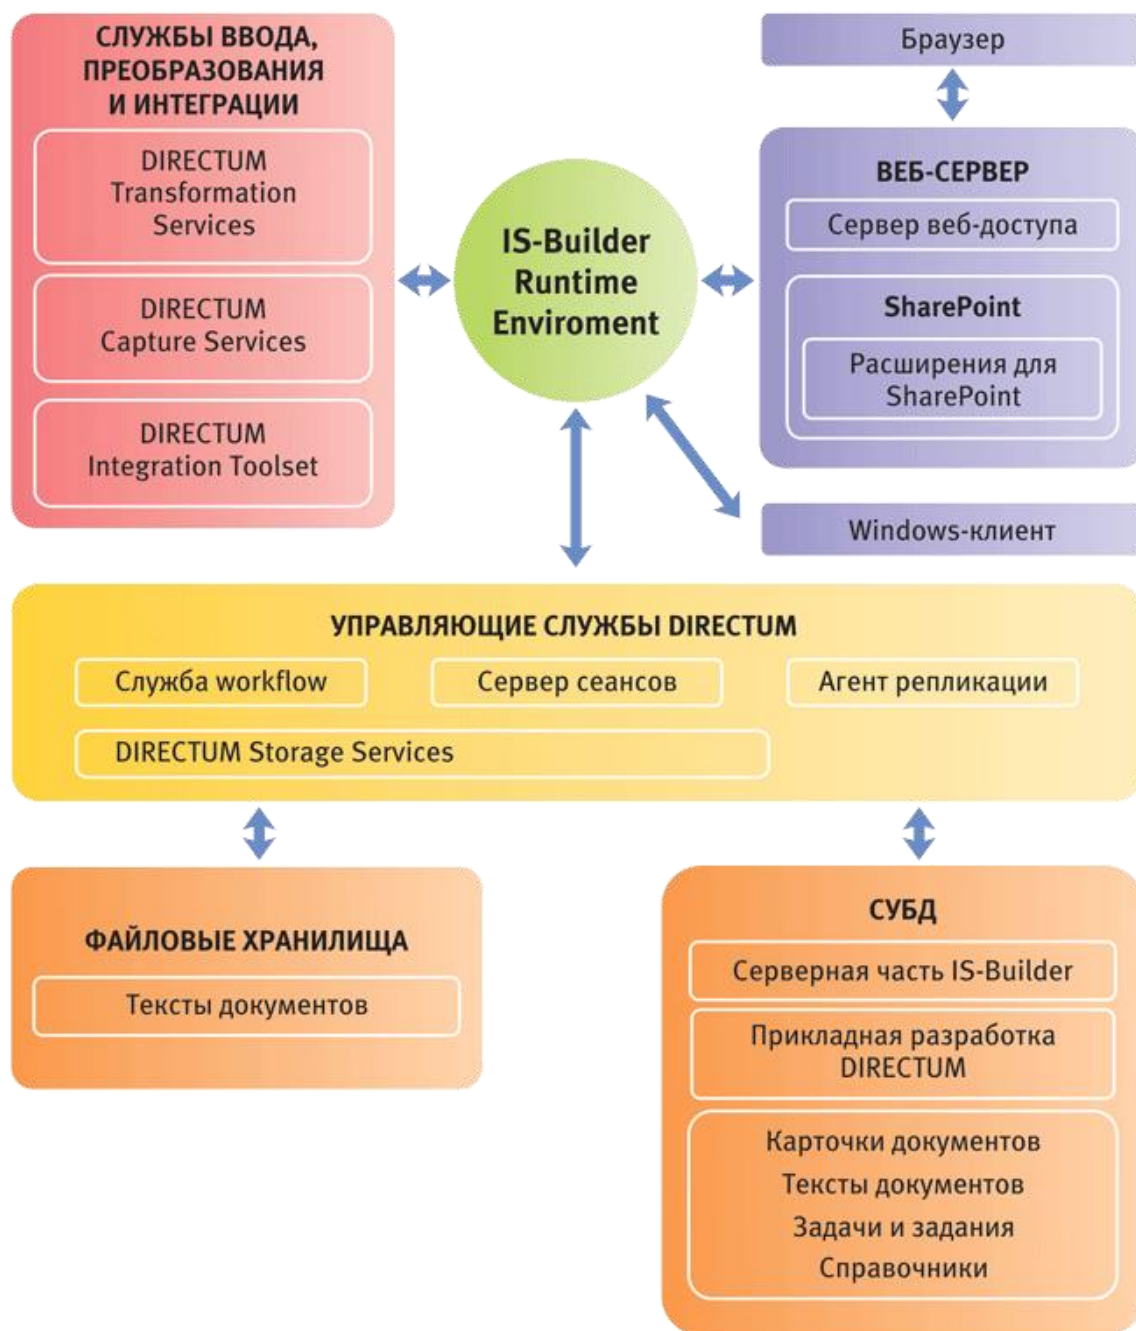 СЛУЖБЫ ВВОДА,
ПРЕОБРАЗОВАНИЯ
И ИНТЕГРАЦИИ
DIRECTUM
Transformation
Services
DIRECTUM
Capture Services
DIRECTUM
Integration Toolset
IS-Builder
Runtime
Enviroment
Браузер
ВЕБ-СЕРВЕР
Сервер веб-доступа
SharePoint
Расширения для
SharePoint
Windows-клиент
УПРАВЛЯЮЩИЕ СЛУЖБЫ DIRECTUM
Служба workflow
Сервер сеансов
Агент репликации
DIRECTUM Storage Services
ФАЙЛОВЫЕ ХРАНИЛИЩА
Тексты документов
СУБД
Серверная часть IS-Builder
Прикладная разработка
DIRECTUM
Карточки документов
Тексты документов
Задачи и задания
Справочники